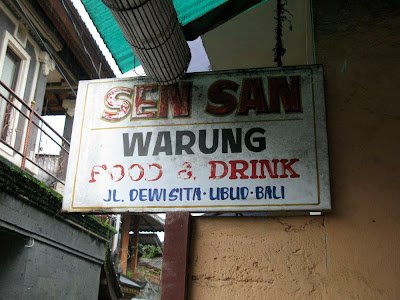 SEN SAN
WARUNG
FOOD & DRINK
JL. DEWISITA · UBUD · BALI